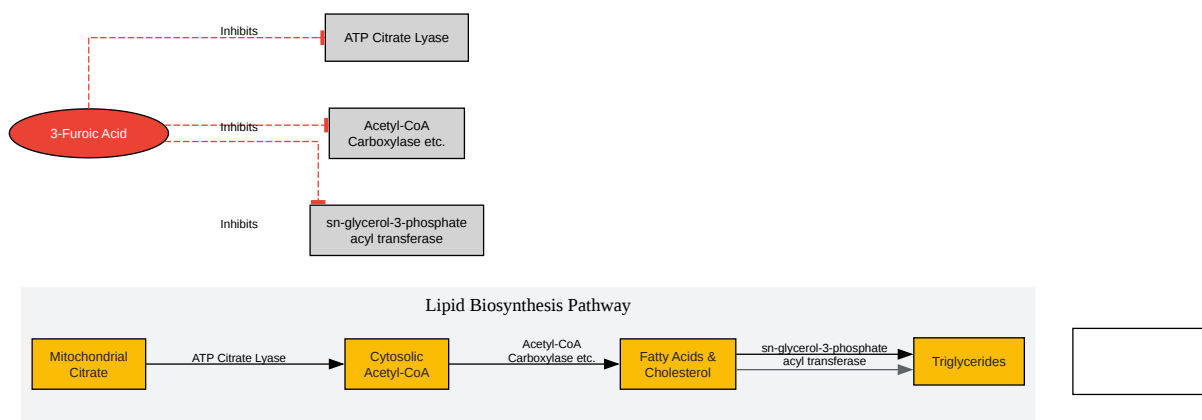 Inhibits
ATP Citrate Lyase
3-Furoic Acid
Inhibits
Acetyl-CoA
Carboxylase etc.
Inhibits
sn-glycerol-3-phosphate
acyl transferase
Lipid Biosynthesis Pathway
Mitochondrial
Citrate
ATP Citrate Lyase
Cytosolic
Acetyl-CoA
Acetyl-CoA
Carboxylase etc.
Fatty Acids &
Cholesterol
sn-glycerol-3-phosphate
acyl transferase
Triglycerides